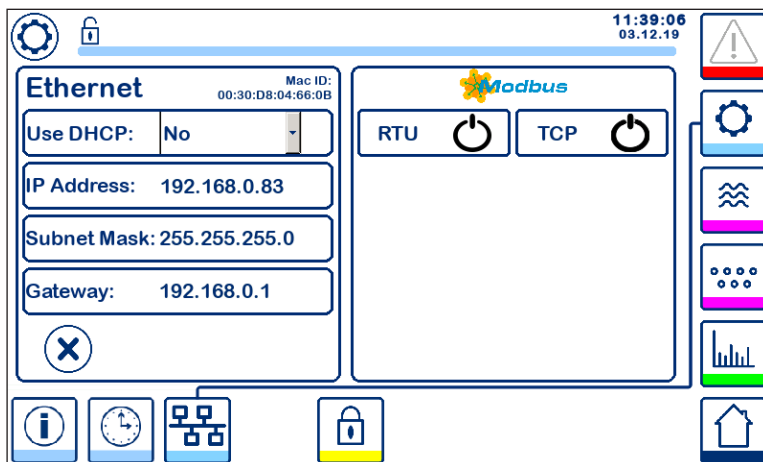 11:39:06
03.12.19
Ethernet
Mac ID:
00:30:D8:04:66:0B
Use DHCP: No
IP Address: 192.168.0.83
Subnet Mask: 255.255.255.0
Gateway: 192.168.0.1
Modbus
RTU TCP